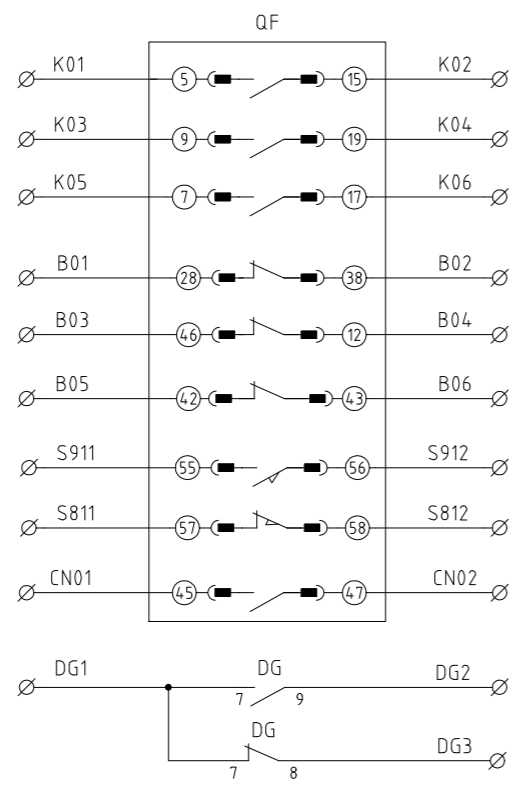 QF
K01 5 15 K02
K03 9 19 K04
K05 7 17 K06
B01 28 38 B02
B03 46 12 B04
B05 42 43 B06
S911 55 56 S912
S811 57 58 S812
CN01 45 47 CN02
DG1 DG DG2
7 9
DG DG3
7 8